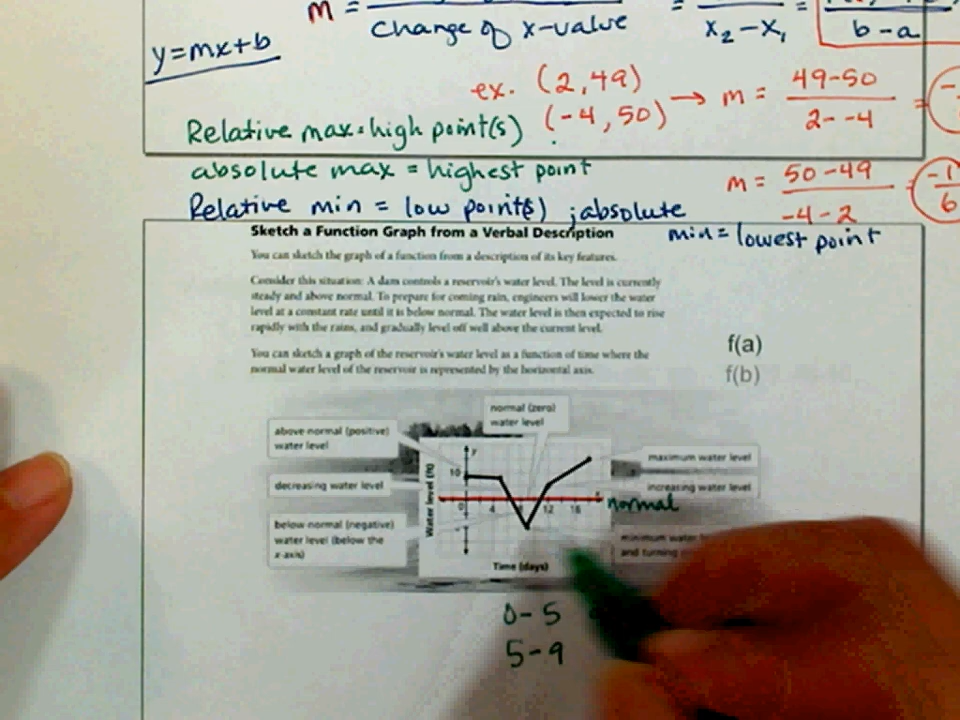 m = = =
Change of x-value x₂-x₁ b-a
y=mx+b
ex. (2,49) → m = 49-50 =
(-4,50) 2--4
Relative max = high point(s)
absolute max = highest point
m = 50-49 = -1
-4-2 6
Relative min = low point(s) ; absolute
min = lowest point
Sketch a Function Graph from a Verbal Description
You can sketch the graph of a function from a description of its key features.
Consider this situation: A dam controls a reservoir's water level. The level is currently
steady and above normal. To prepare for coming rain, engineers will lower the water
level at a constant rate until it is below normal. The water level is then expected to rise
rapidly with the rains, and gradually level off well above the current level.
You can sketch a graph of the reservoir's water level as a function of time where the
normal water level of the reservoir is represented by the horizontal axis.
f(a)
f(b)
normal (zero)
water level
above normal (positive)
water level
decreasing water level
below normal (negative)
water level (below the
x-axis)
maximum water level
increasing water level
minimum water
and turning
Water level (ft)
y
10
0 4 12 16
normal
Time (days)
0-5
5-9